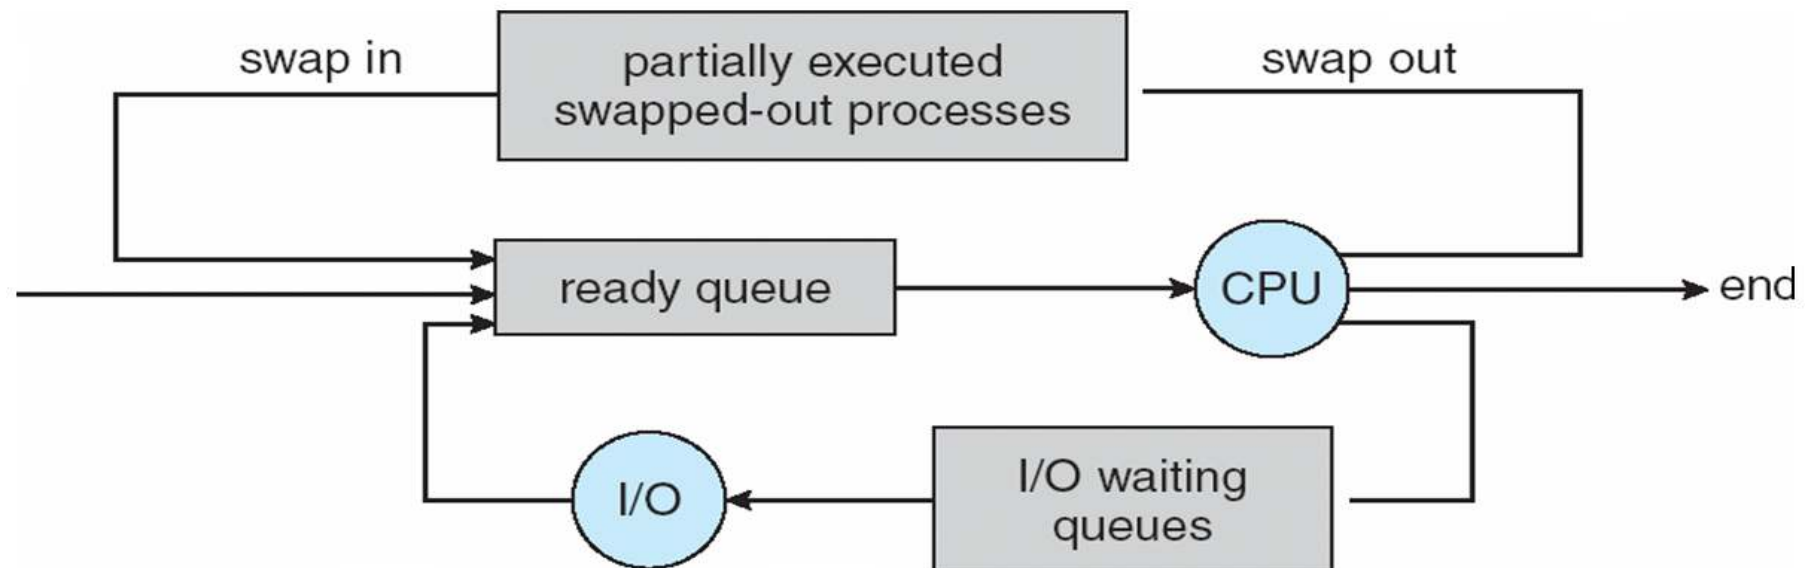 swap in
partially executed
swapped-out processes
swap out
ready queue
CPU
end
I/O
I/O waiting
queues